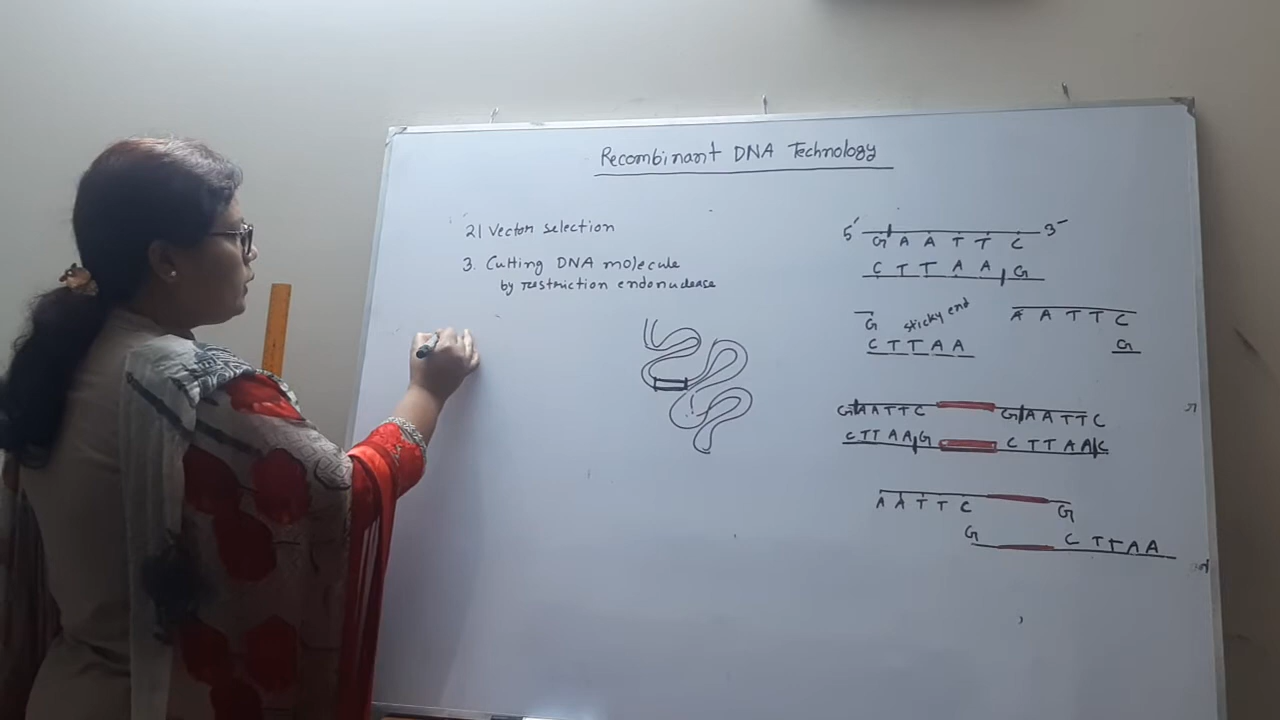 Recombinant DNA Technology
2| Vector selection
3. Cutting DNA molecule
by restriction endonuclease
5' 3'
G A A T T C
C T T A A G
G
sticky end
C T T A A
A A T T C
G
G A A T T C G A A T T C
C T T A A G C T T A A C
A A T T C G
G C T T A A